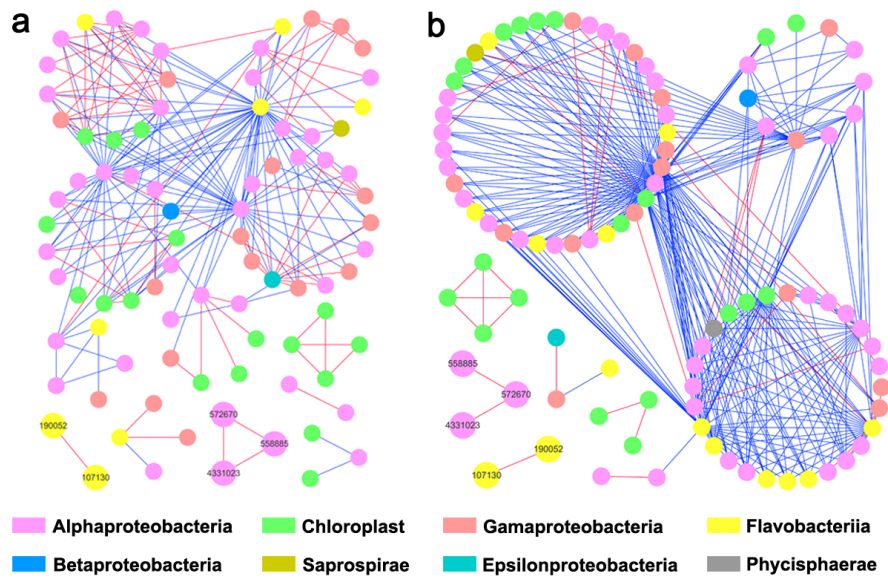 a
b
558885
572670
4331023
190052
107130
572670
558885
4331023
190052
107130
Alphaproteobacteria
Chloroplast
Gamaproteobacteria
Flavobacteriia
Betaproteobacteria
Saprospirae
Epsilonproteobacteria
Phycisphaerae